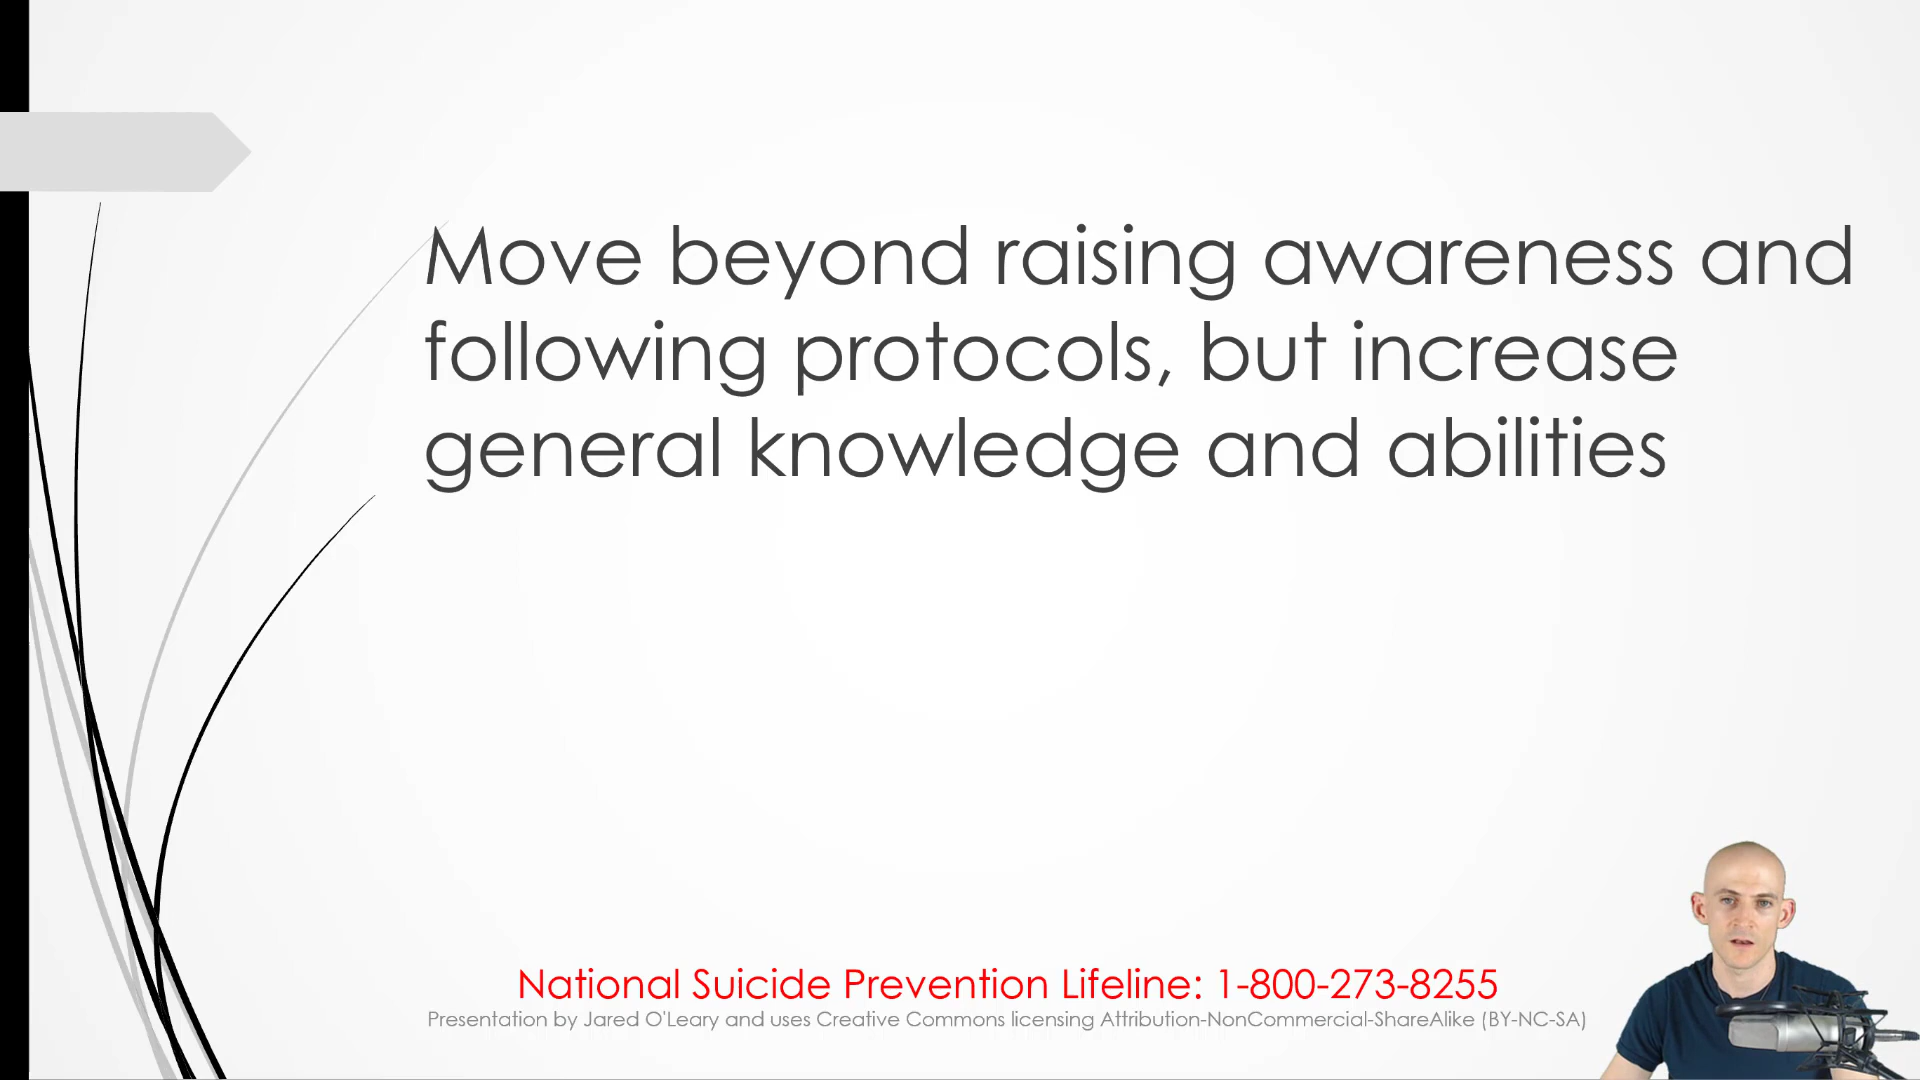 Move beyond raising awareness and
following protocols, but increase
general knowledge and abilities
National Suicide Prevention Lifeline: 1-800-273-8255
Presentation by Jared O'Leary and uses Creative Commons licensing Attribution-NonCommercial-ShareAlike (BY-NC-SA)